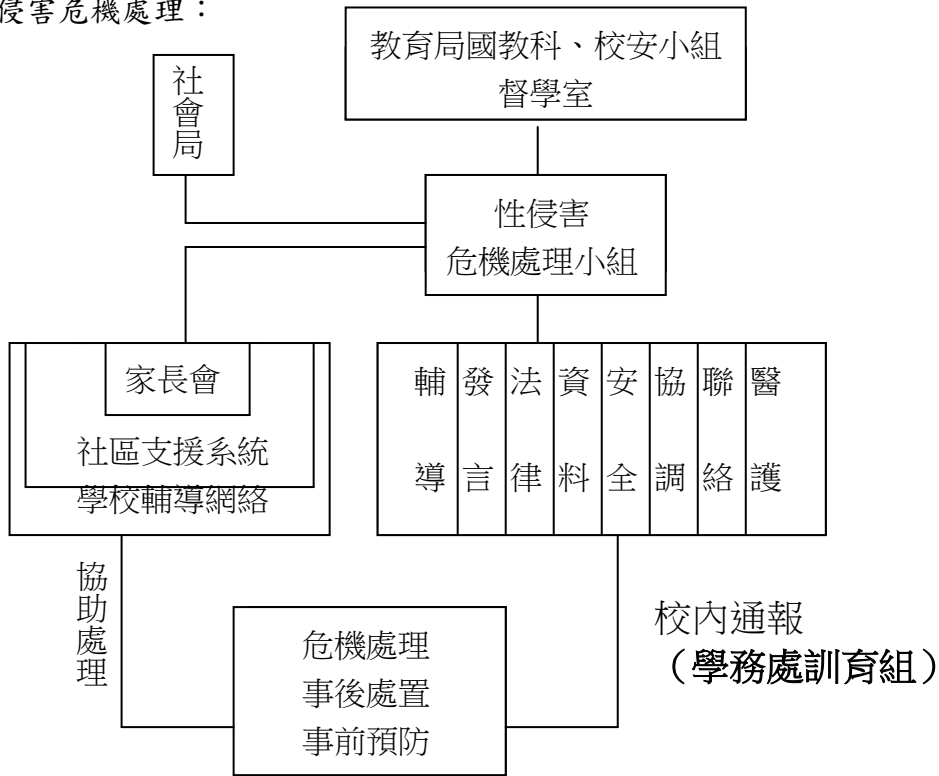 侵害危機處理：
教育局國教科、校安小組
督學室
社會局
性侵害
危機處理小組
家長會
社區支援系統
學校輔導網絡
輔導
發言
法律
資料
安全
協調
聯絡
醫護
協助處理
危機處理
事後處置
事前預防
校內通報
（學務處訓育組）